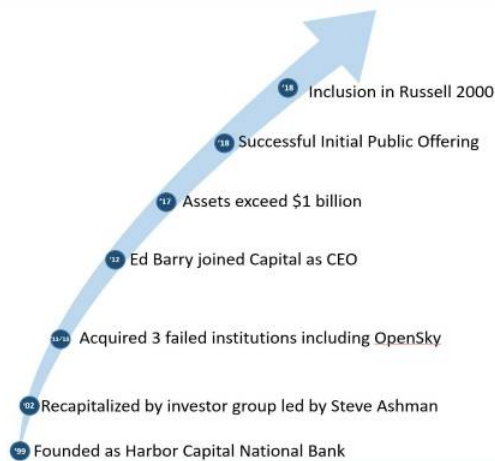 '18 Inclusion in Russell 2000
'18 Successful Initial Public Offering
'17 Assets exceed $1 billion
'12 Ed Barry joined Capital as CEO
Acquired 3 failed institutions including OpenSky
'02 Recapitalized by investor group led by Steve Ashman
'99 Founded as Harbor Capital National Bank